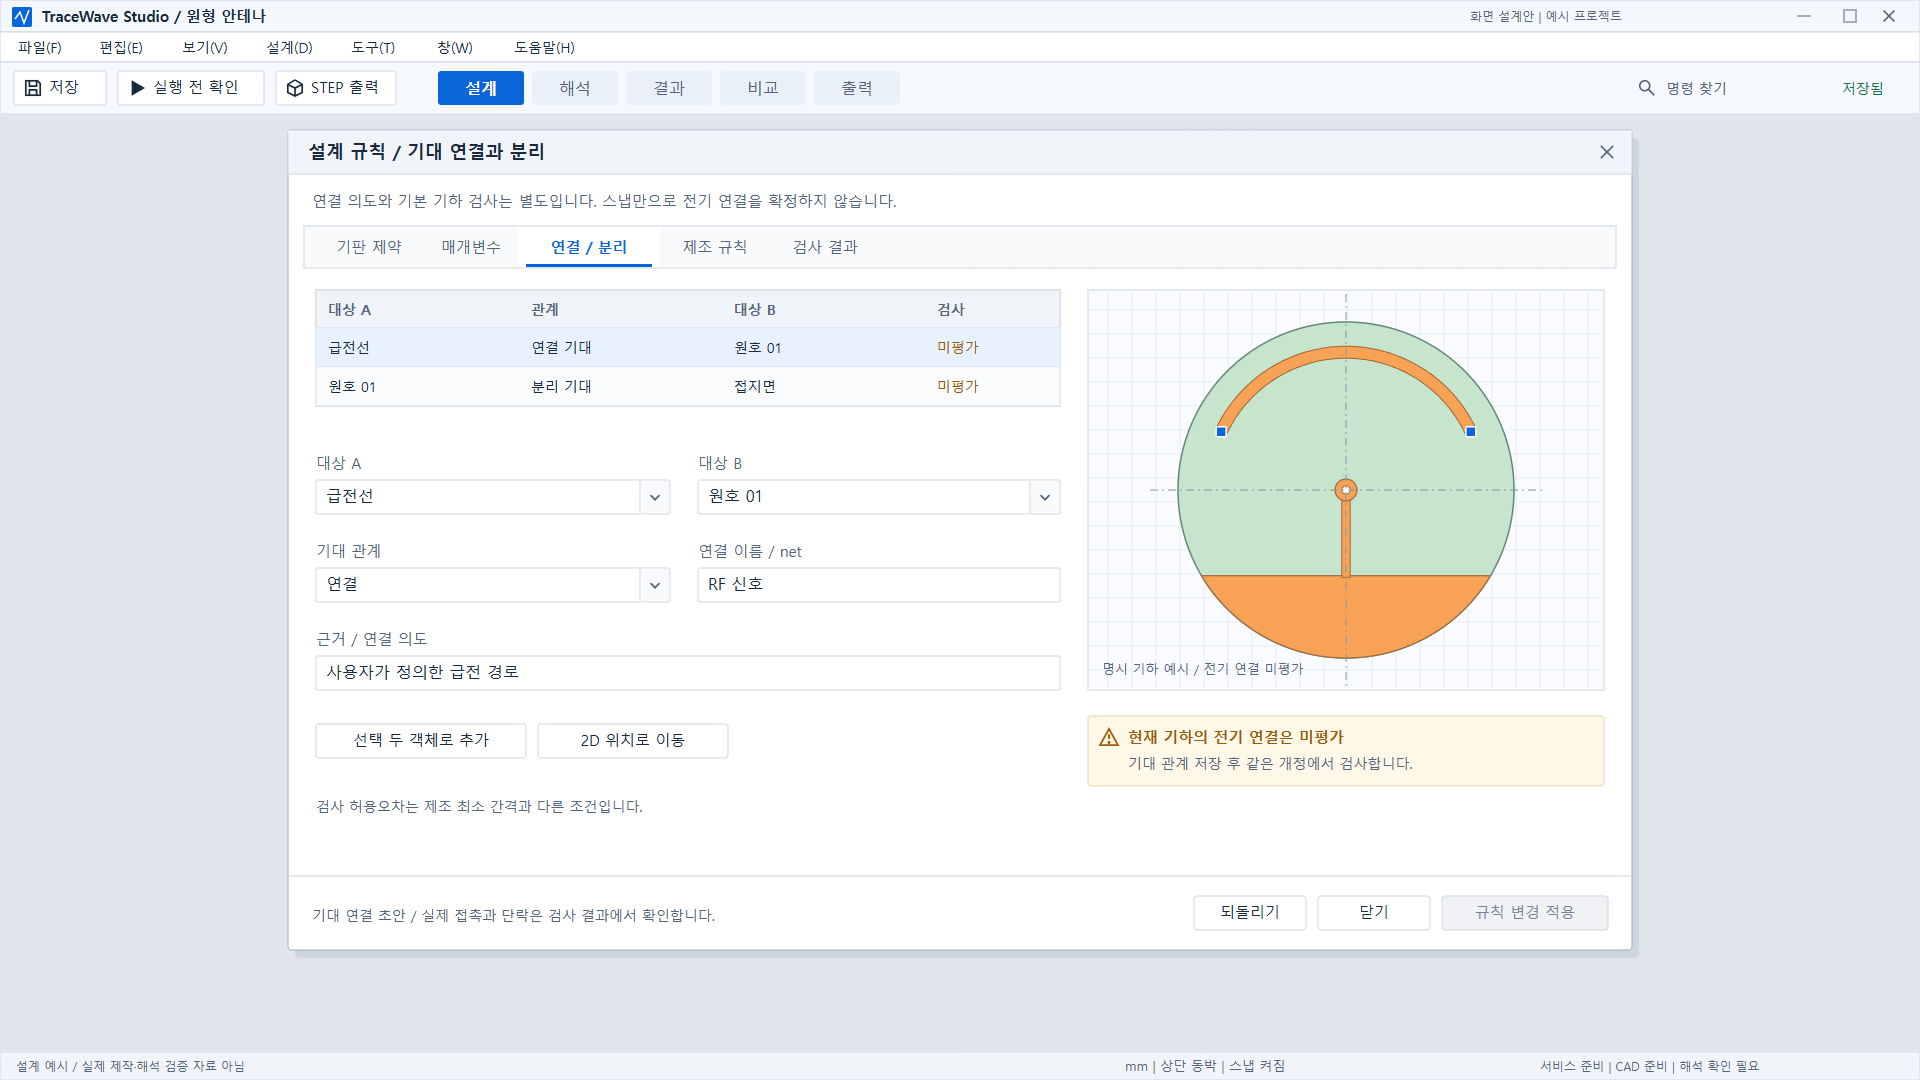 TraceWave Studio / 원형 안테나
화면 설계안 | 예시 프로젝트
파일(F) 편집(E) 보기(V) 설계(D) 도구(T) 창(W) 도움말(H)
저장 실행 전 확인 STEP 출력 설계 해석 결과 비교 출력 명령 찾기 저장됨
설계 규칙 / 기대 연결과 분리
연결 의도와 기본 기하 검사는 별도입니다. 스냅만으로 전기 연결을 확정하지 않습니다.
기판 제약 매개변수 연결 / 분리 제조 규칙 검사 결과
대상 A 관계 대상 B 검사
급전선 연결 기대 원호 01 미평가
원호 01 분리 기대 접지면 미평가
대상 A 대상 B
급전선 원호 01
기대 관계 연결 이름 / net
연결 RF 신호
근거 / 연결 의도
사용자가 정의한 급전 경로
선택 두 객체로 추가 2D 위치로 이동
검사 허용오차는 제조 최소 간격과 다른 조건입니다.
명시 기하 예시 / 전기 연결 미평가
현재 기하의 전기 연결은 미평가
기대 관계 저장 후 같은 개정에서 검사합니다.
기대 연결 초안 / 실제 접촉과 단락은 검사 결과에서 확인합니다.
되돌리기 닫기 규칙 변경 적용
설계 예시 / 실제 제작·해석 검증 자료 아님
mm | 상단 동박 | 스냅 켜짐
서비스 준비 | CAD 준비 | 해석 확인 필요